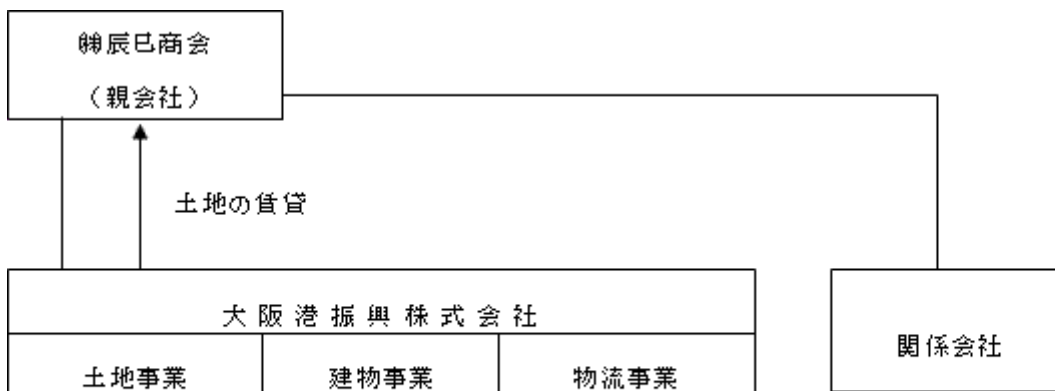 ㈱辰巳商会
（親会社）
土地の賃貸
大阪港振興株式会社
関係会社
土地事業
建物事業
物流事業